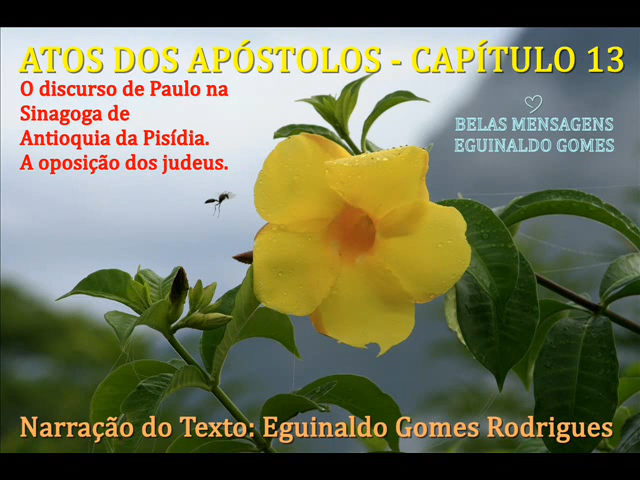 ATOS DOS APÓSTOLOS - CAPÍTULO 13
O discurso de Paulo na
Sinagoga de
Antioquia da Pisídia.
A oposição dos judeus.
BELAS MENSAGENS
EGUINALDO GOMES
Narração do Texto: Eguinaldo Gomes Rodrigues